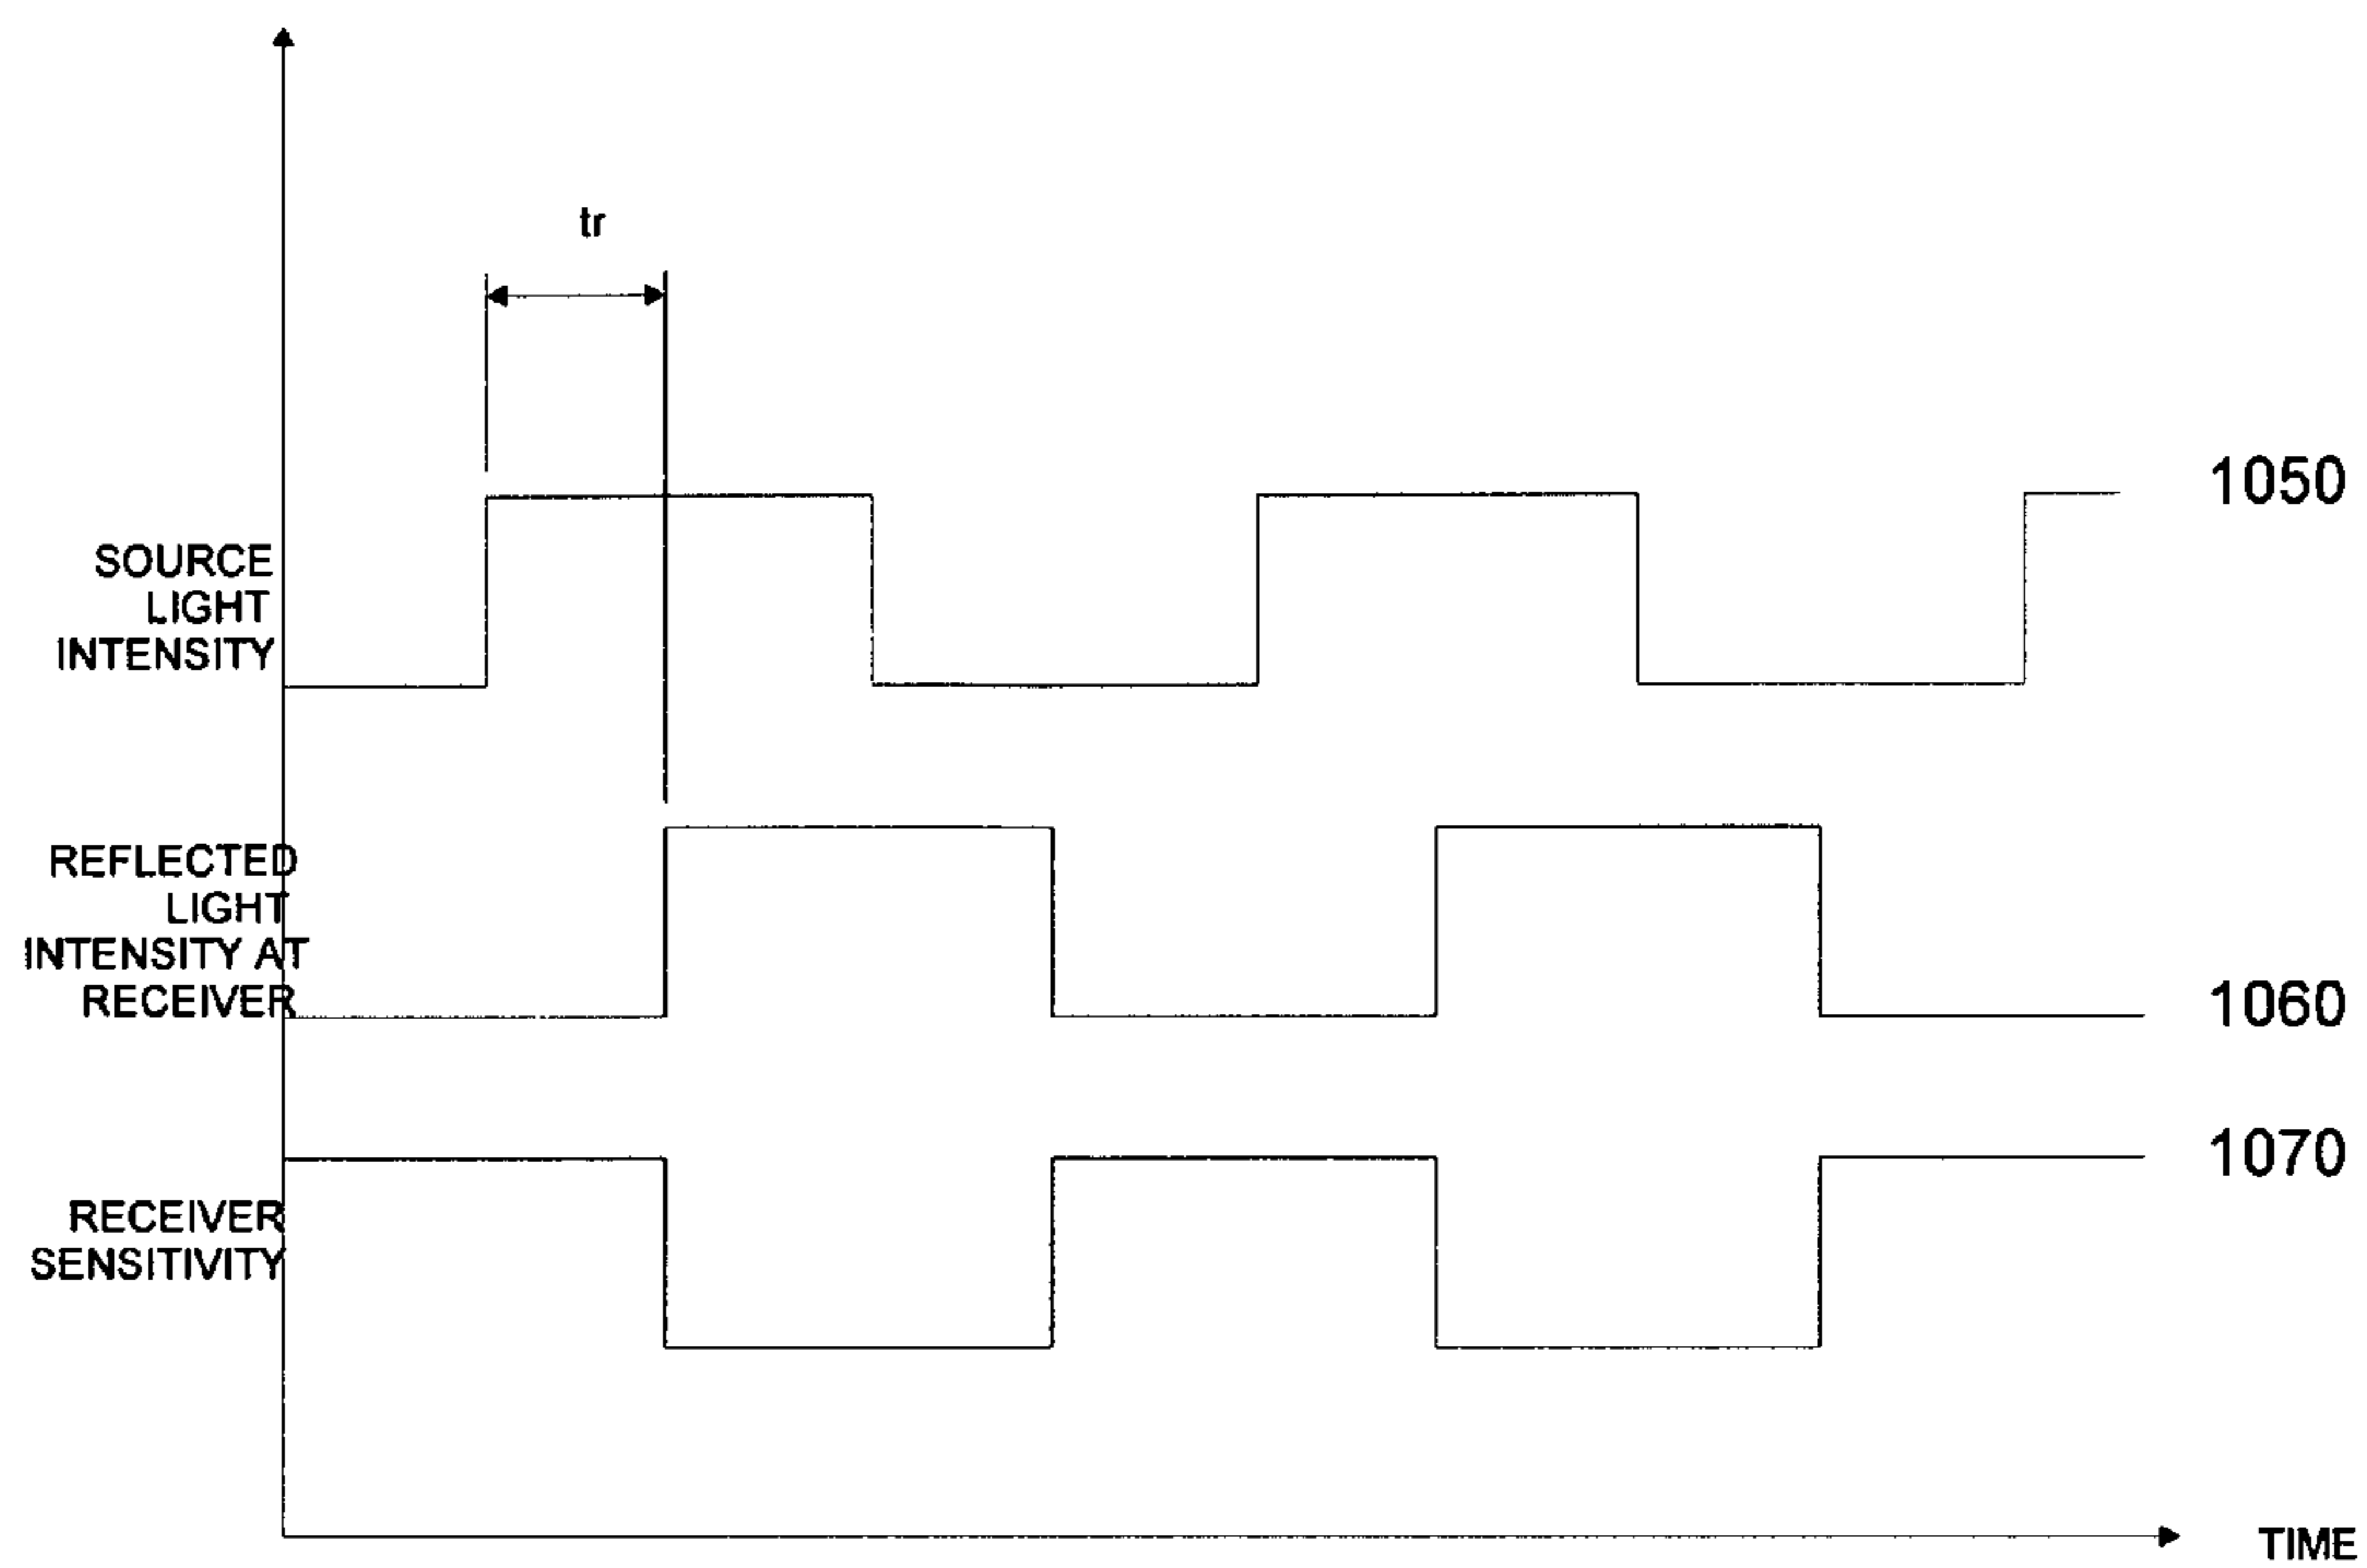 tr
1050
SOURCE
LIGHT
INTENSITY
REFLECTED
LIGHT
INTENSITY AT
RECEIVER
1060
1070
RECEIVER
SENSITIVITY
TIME